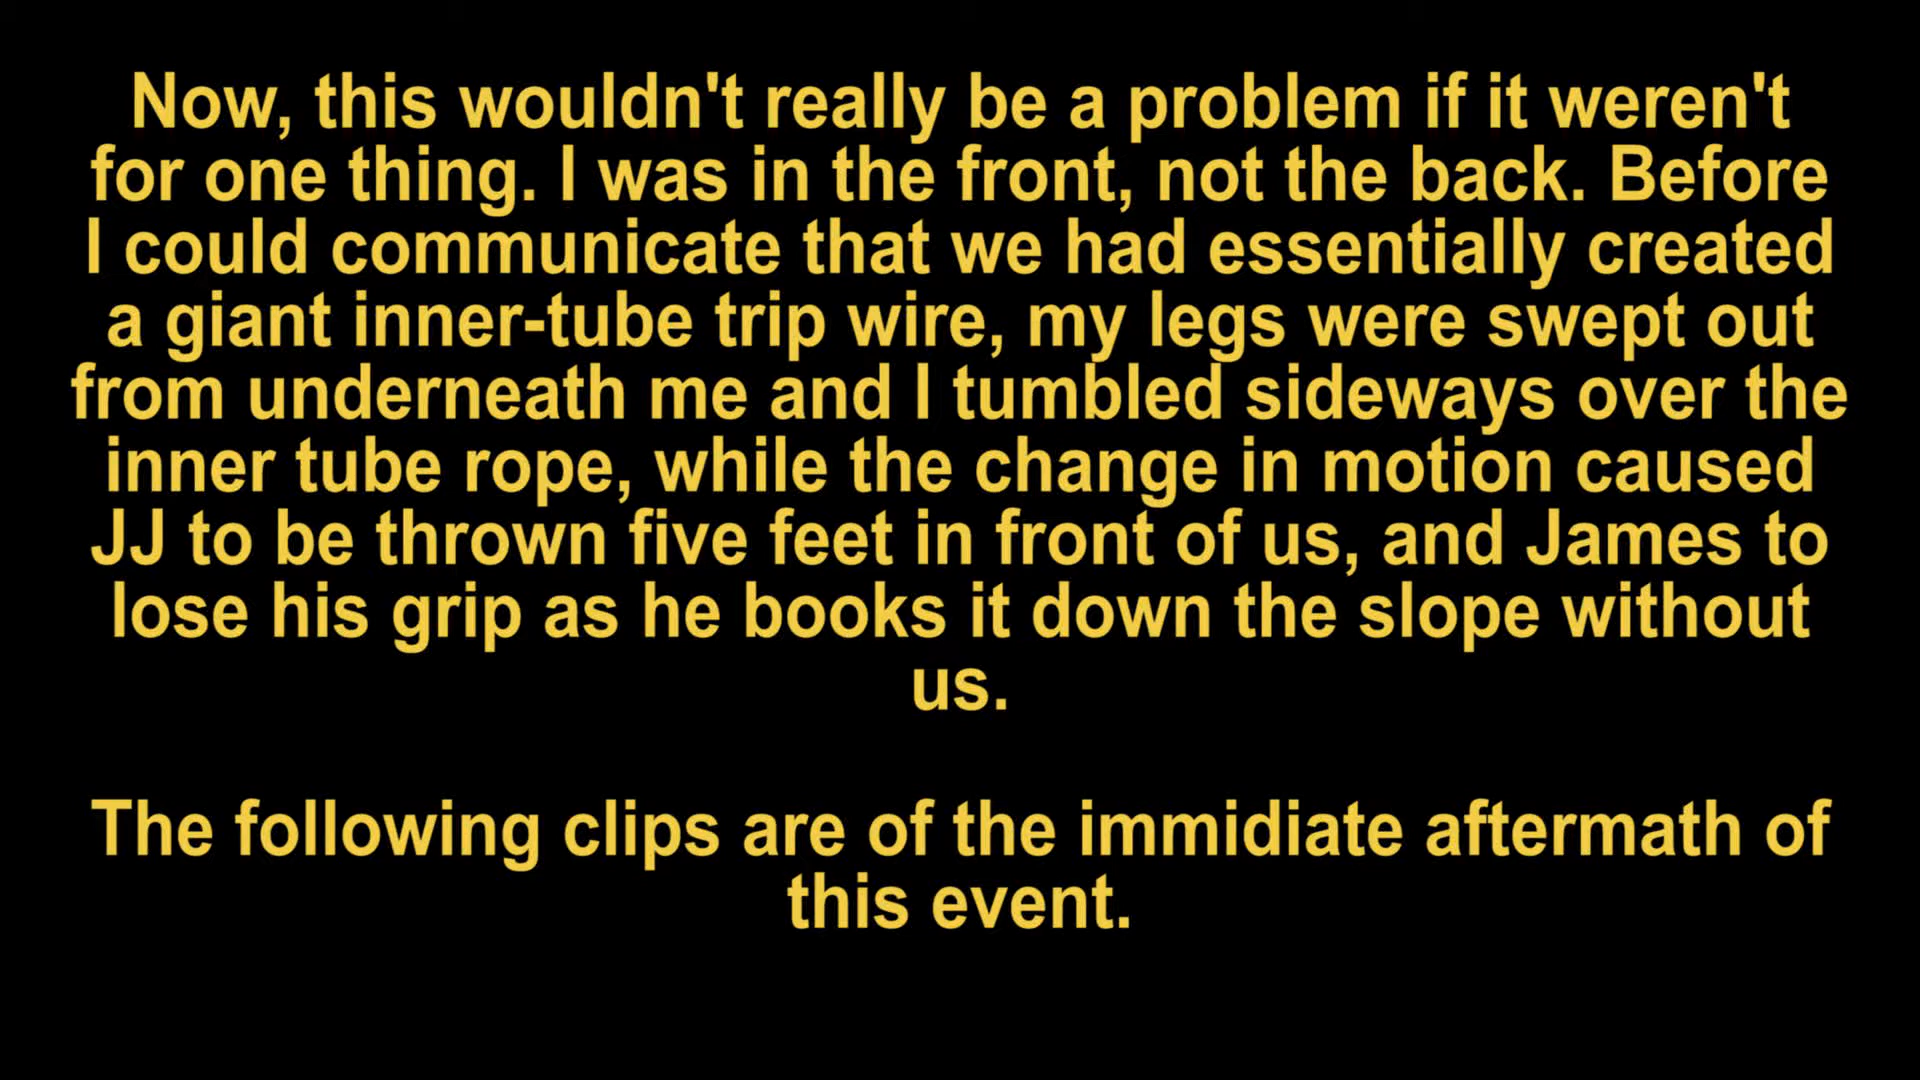 Now, this wouldn't really be a problem if it weren't
for one thing. I was in the front, not the back. Before
I could communicate that we had essentially created
a giant inner-tube trip wire, my legs were swept out
from underneath me and I tumbled sideways over the
inner tube rope, while the change in motion caused
JJ to be thrown five feet in front of us, and James to
lose his grip as he books it down the slope without
us.
The following clips are of the immidiate aftermath of
this event.